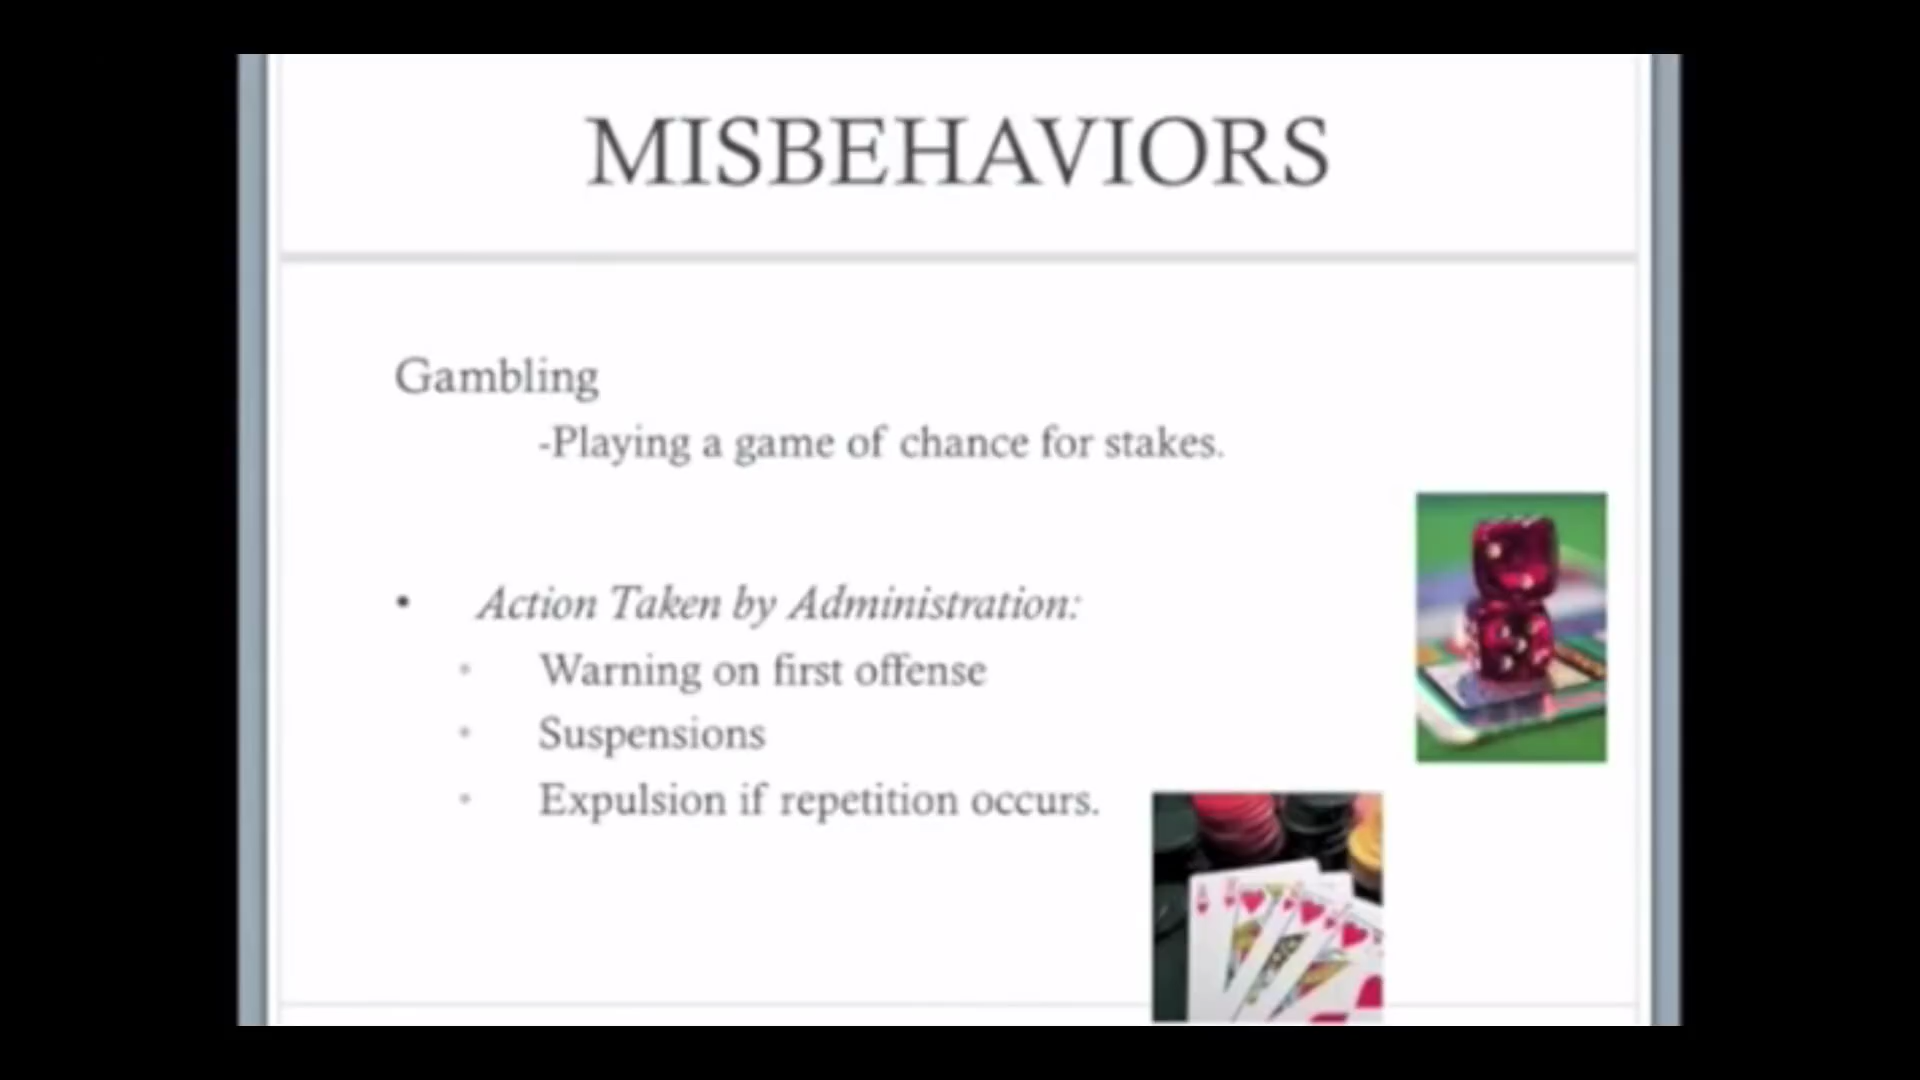 MISBEHAVIORS
Gambling
-Playing a game of chance for stakes.
• Action Taken by Administration:
• Warning on first offense
• Suspensions
• Expulsion if repetition occurs.